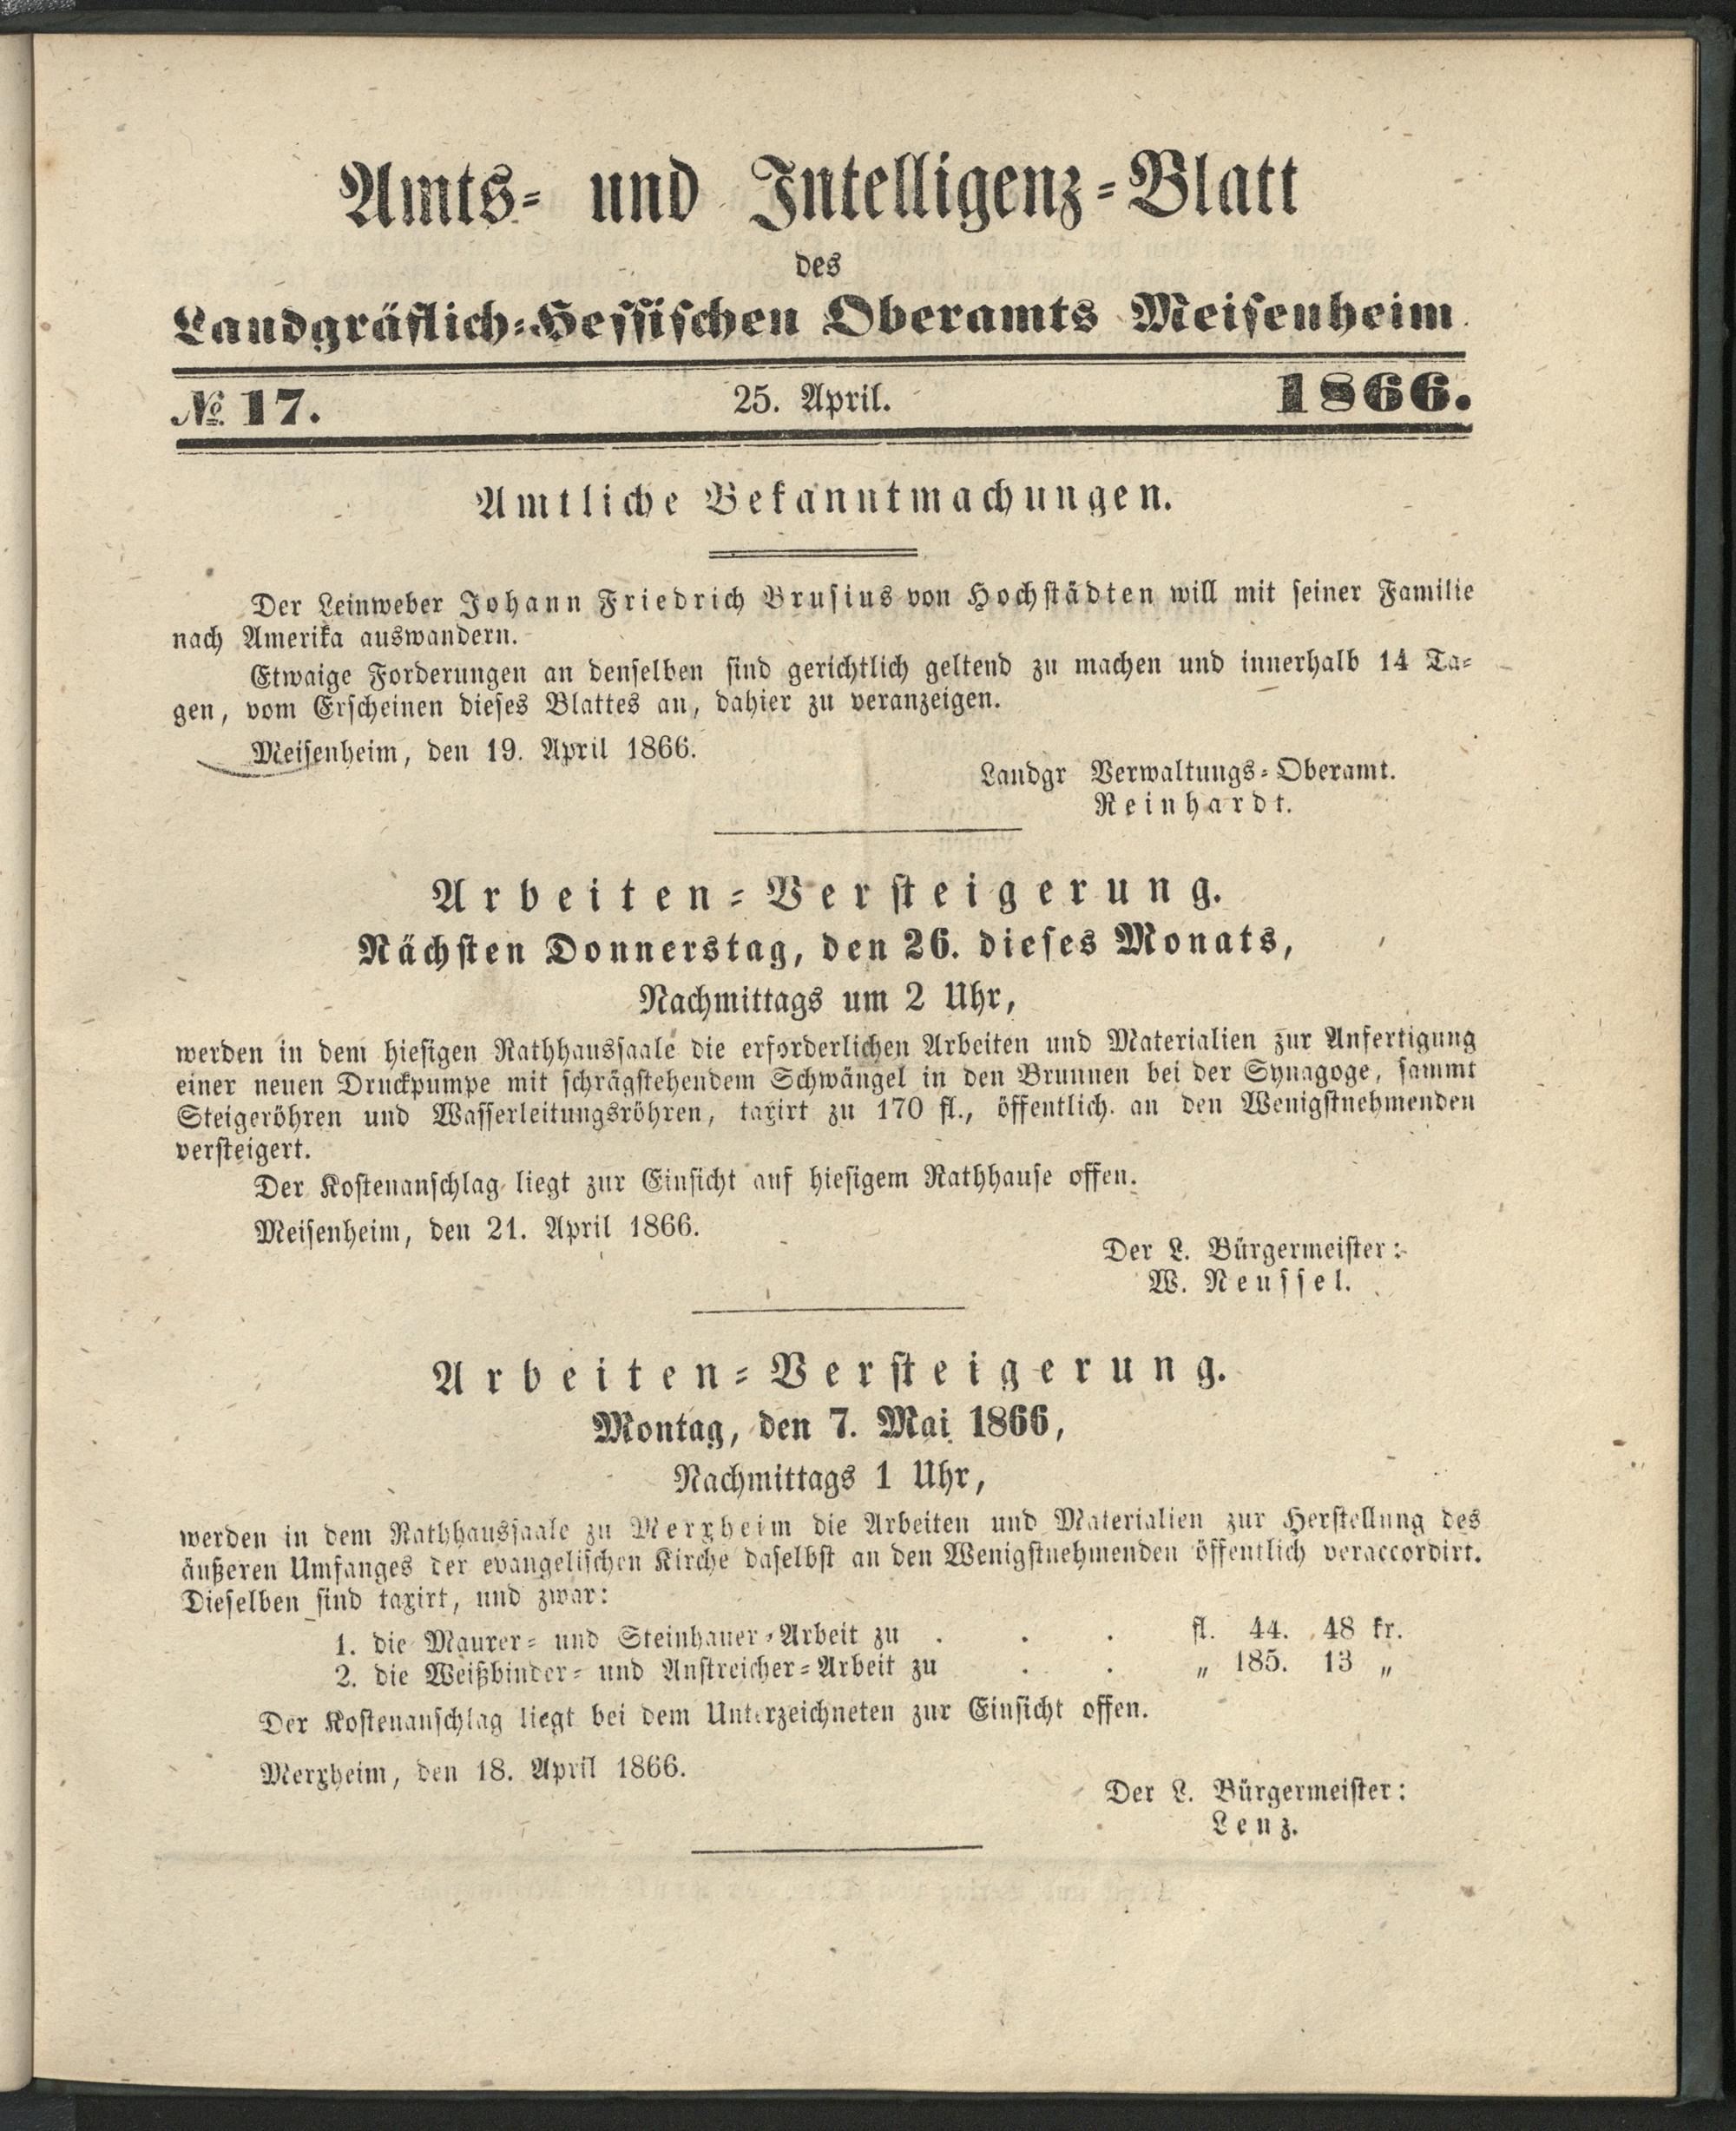 Amts- und Intelligenz-Blatt
des
Landgräflich-Hessischen Oberamts Meisenheim
№ 17. 25. April. 1866.
Amtliche Bekanntmachungen.
Der Leinweber Johann Friedrich Brusius von Hochstädten will mit seiner Familie
nach Amerika auswandern.
Etwaige Forderungen an denselben sind gerichtlich geltend zu machen und innerhalb 14 Ta-
gen, vom Erscheinen dieses Blattes an, dahier zu veranzeigen.
Meisenheim, den 19. April 1866.
Landgr Verwaltungs-Oberamt.
Reinhardt.
Arbeiten-Versteigerung.
Nächsten Donnerstag, den 26. dieses Monats,
Nachmittags um 2 Uhr,
werden in dem hiesigen Rathhaussaale die erforderlichen Arbeiten und Materialien zur Anfertigung
einer neuen Druckpumpe mit schrägstehendem Schwängel in den Brunnen bei der Synagoge, sammt
Steigeröhren und Wasserleitungsröhren, taxirt zu 170 fl., öffentlich an den Wenigstnehmenden
versteigert.
Der Kostenanschlag liegt zur Einsicht auf hiesigem Rathhause offen.
Meisenheim, den 21. April 1866.
Der L. Bürgermeister:
W. Neussel.
Arbeiten-Versteigerung.
Montag, den 7. Mai 1866,
Nachmittags 1 Uhr,
werden in dem Rathhaussaale zu Merxheim die Arbeiten und Materialien zur Herstellung des
äußeren Umfanges der evangelischen Kirche daselbst an den Wenigstnehmenden öffentlich veraccordirt.
Dieselben sind taxirt, und zwar:
1. die Maurer- und Steinhauer-Arbeit zu . . . fl. 44. 48 kr.
2. die Weißbinder- und Anstreicher-Arbeit zu . . „ 185. 13 „
Der Kostenanschlag liegt bei dem Unterzeichneten zur Einsicht offen.
Merxheim, den 18. April 1866.
Der L. Bürgermeister:
Lenz.